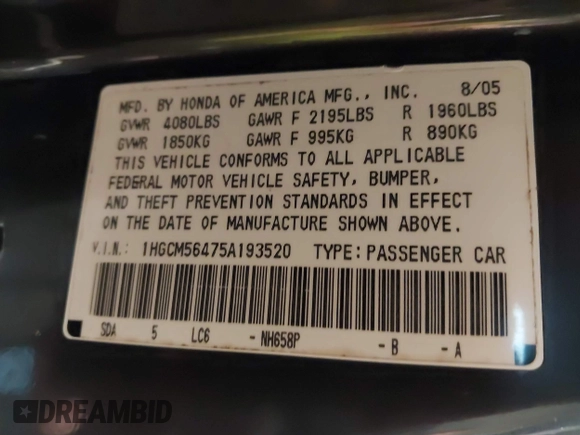 MFD. BY HONDA OF AMERICA MFG., INC. 8/05
GVWR 4080LBS GAWR F 2195LBS R 1960LBS
GVWR 1850KG GAWR F 995KG R 890KG
THIS VEHICLE CONFORMS TO ALL APPLICABLE
FEDERAL MOTOR VEHICLE SAFETY, BUMPER,
AND THEFT PREVENTION STANDARDS IN EFFECT
ON THE DATE OF MANUFACTURE SHOWN ABOVE.
V.I.N.: 1HGCM56475A193520 TYPE: PASSENGER CAR
SDA 5 LC6 - NH658P - B - A
DREAMBID